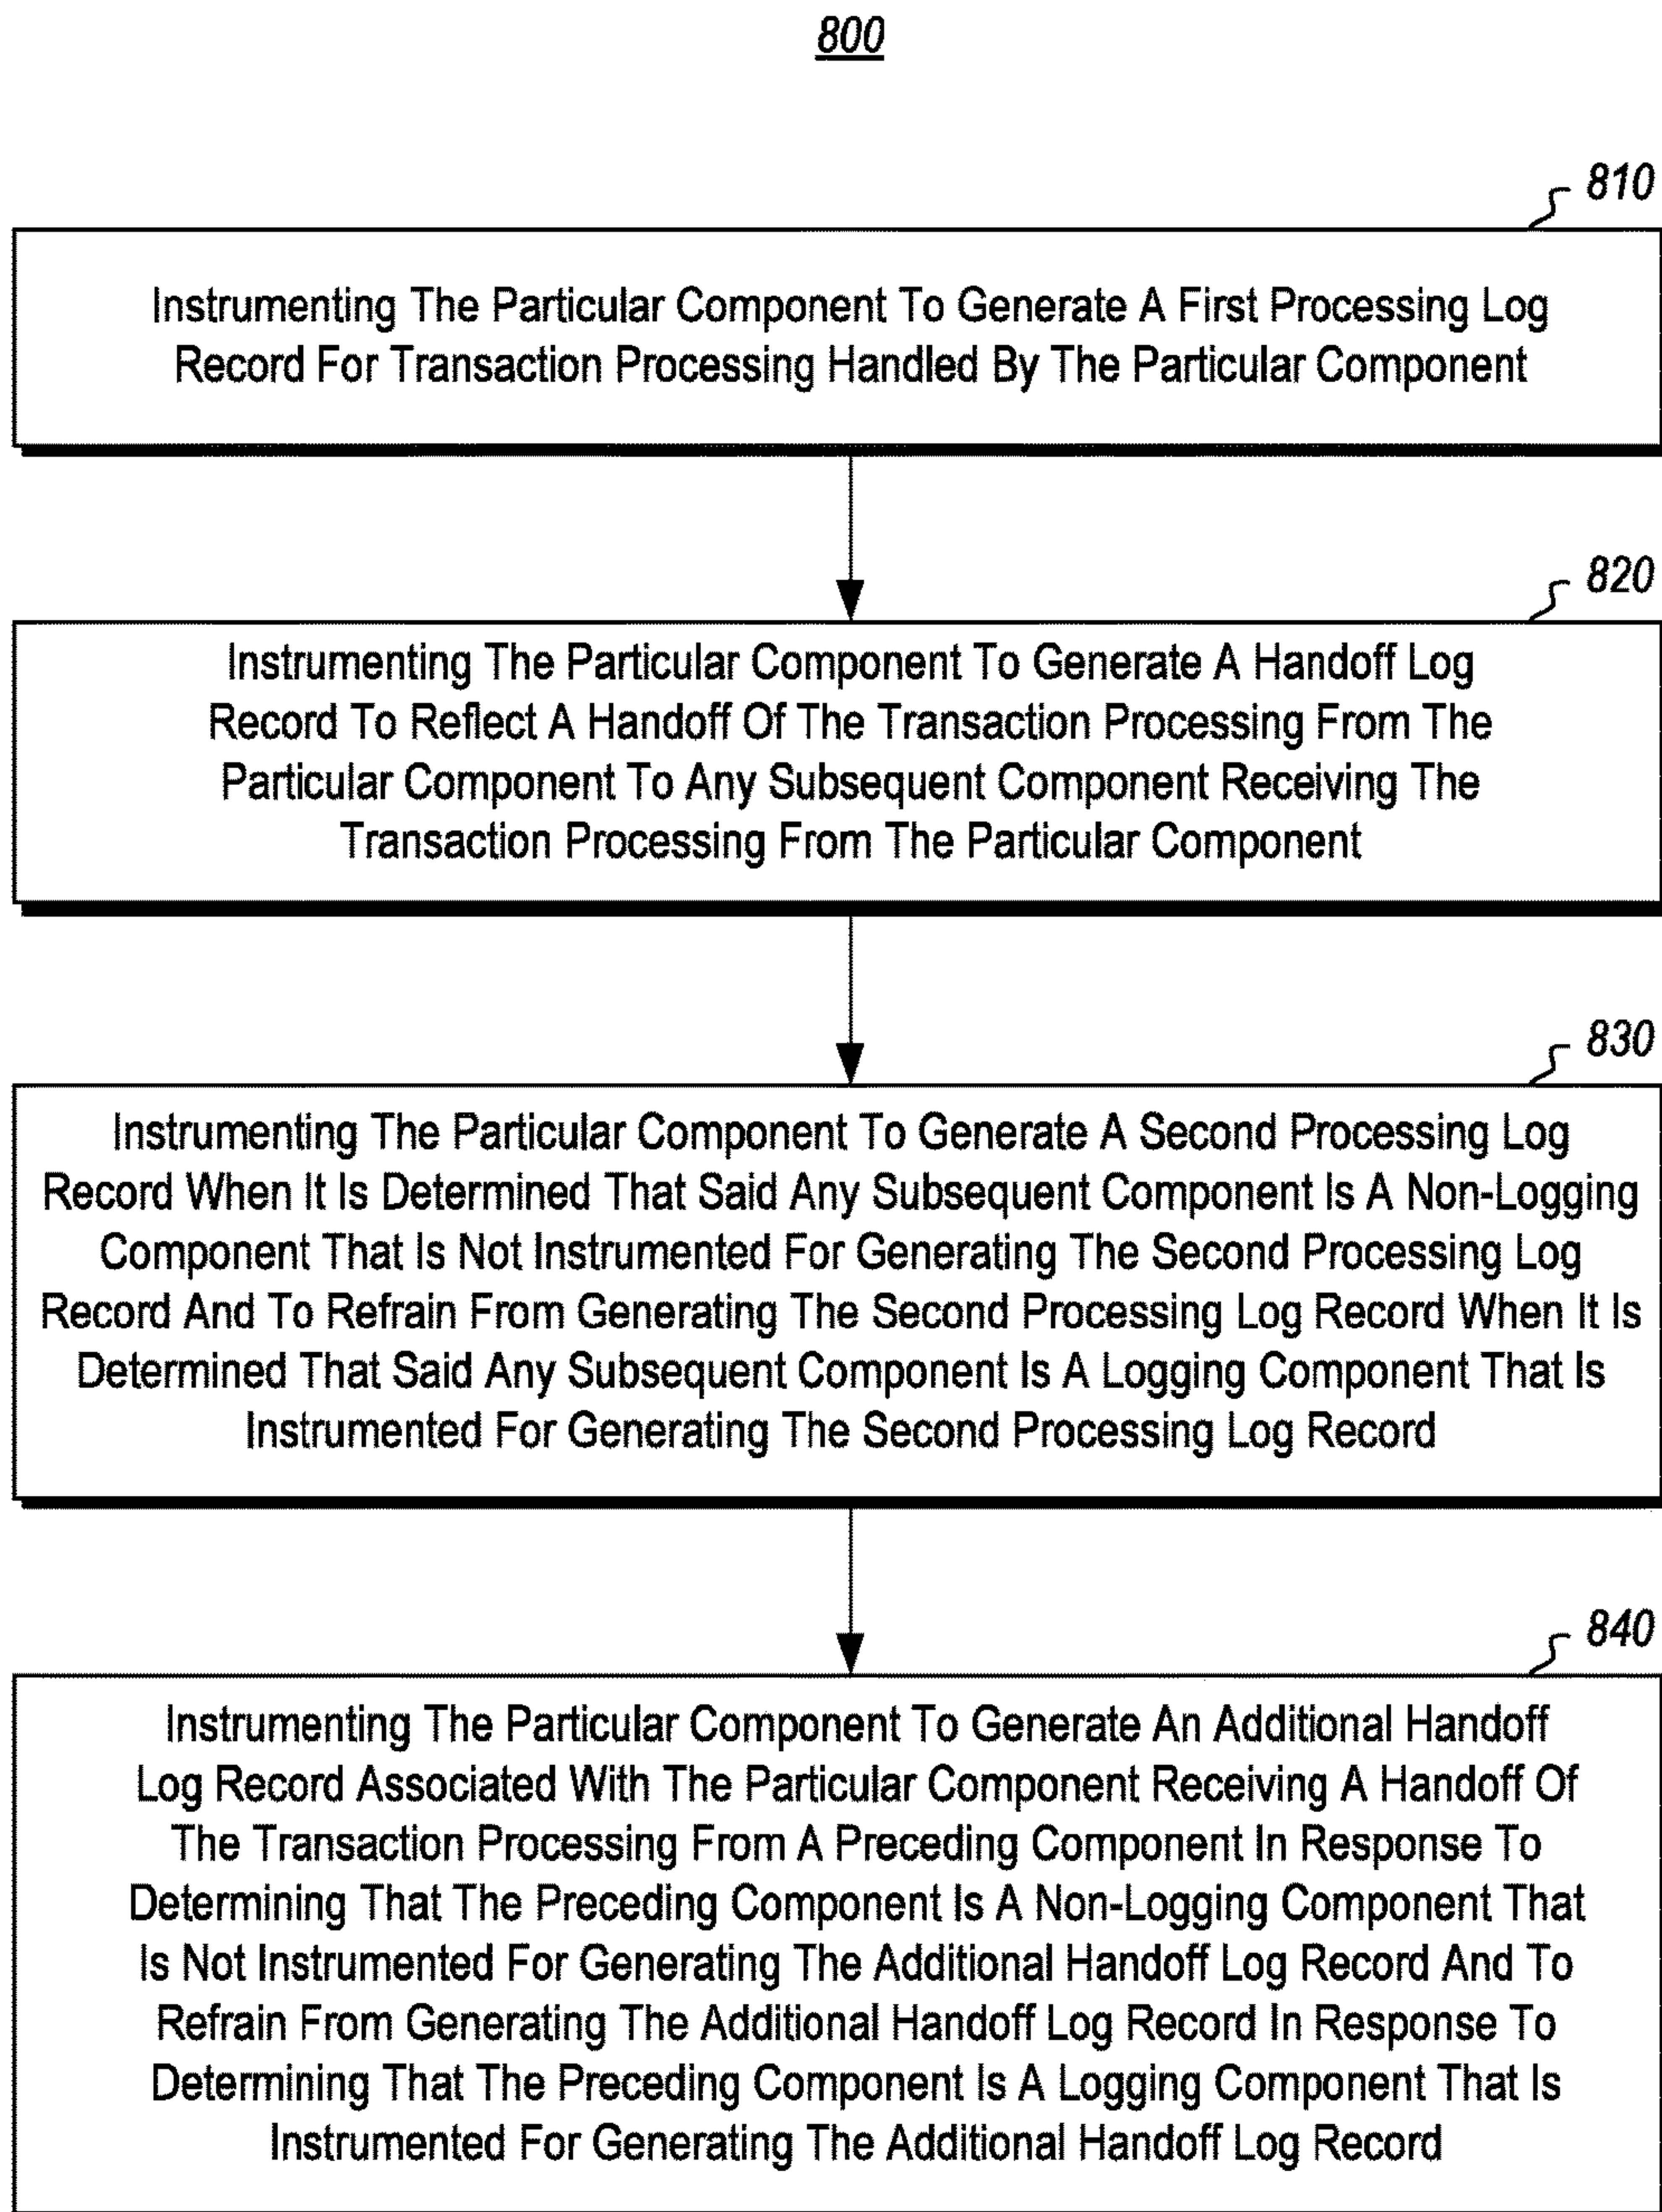 800
810
Instrumenting The Particular Component To Generate A First Processing Log
Record For Transaction Processing Handled By The Particular Component
820
Instrumenting The Particular Component To Generate A Handoff Log
Record To Reflect A Handoff Of The Transaction Processing From The
Particular Component To Any Subsequent Component Receiving The
Transaction Processing From The Particular Component
830
Instrumenting The Particular Component To Generate A Second Processing Log
Record When It Is Determined That Said Any Subsequent Component Is A Non-Logging
Component That Is Not Instrumented For Generating The Second Processing Log
Record And To Refrain From Generating The Second Processing Log Record When It Is
Determined That Said Any Subsequent Component Is A Logging Component That Is
Instrumented For Generating The Second Processing Log Record
840
Instrumenting The Particular Component To Generate An Additional Handoff
Log Record Associated With The Particular Component Receiving A Handoff Of
The Transaction Processing From A Preceding Component In Response To
Determining That The Preceding Component Is A Non-Logging Component That
Is Not Instrumented For Generating The Additional Handoff Log Record And To
Refrain From Generating The Additional Handoff Log Record In Response To
Determining That The Preceding Component Is A Logging Component That Is
Instrumented For Generating The Additional Handoff Log Record